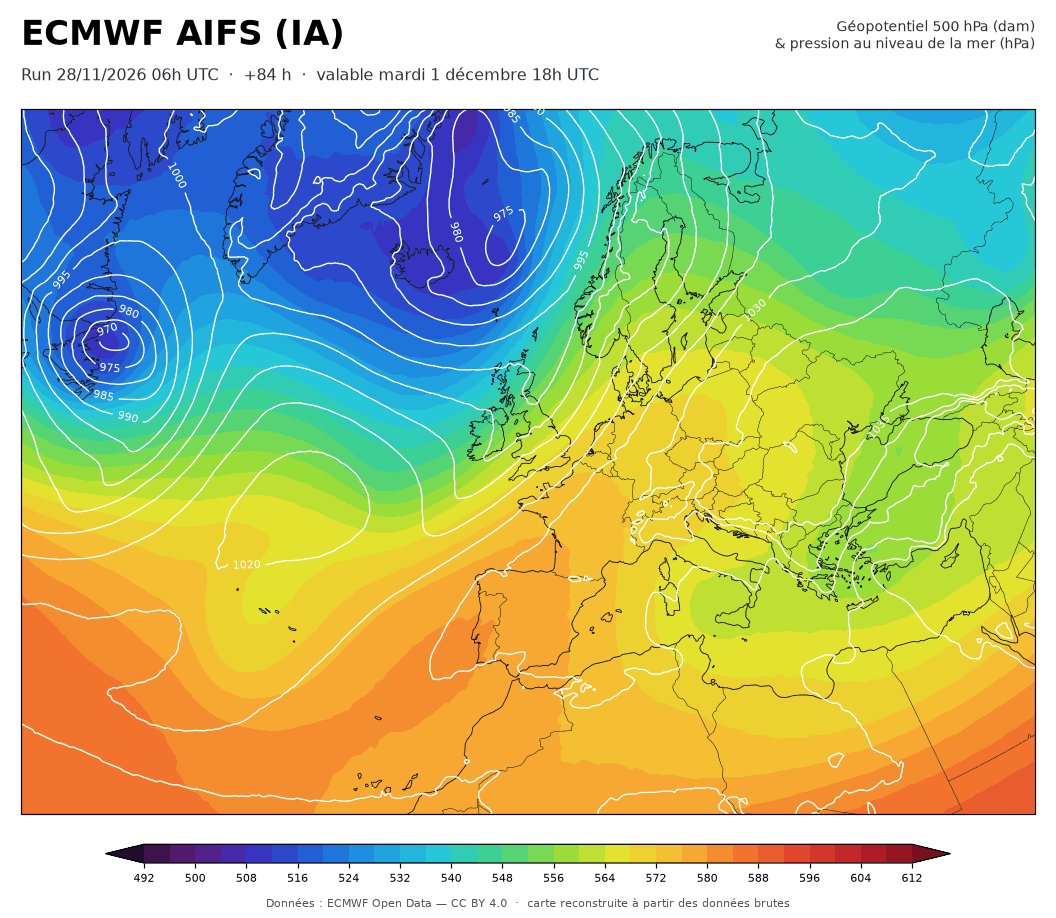 ECMWF AIFS (IA)
Géopotentiel 500 hPa (dam)
& pression au niveau de la mer (hPa)
Run 28/11/2026 06h UTC · +84 h · valable mardi 1 décembre 18h UTC
985
1000
975
980
995
995
980
970
1030
975
985
990
1020
492 500 508 516 524 532 540 548 556 564 572 580 588 596 604 612
Données : ECMWF Open Data — CC BY 4.0 · carte reconstruite à partir des données brutes